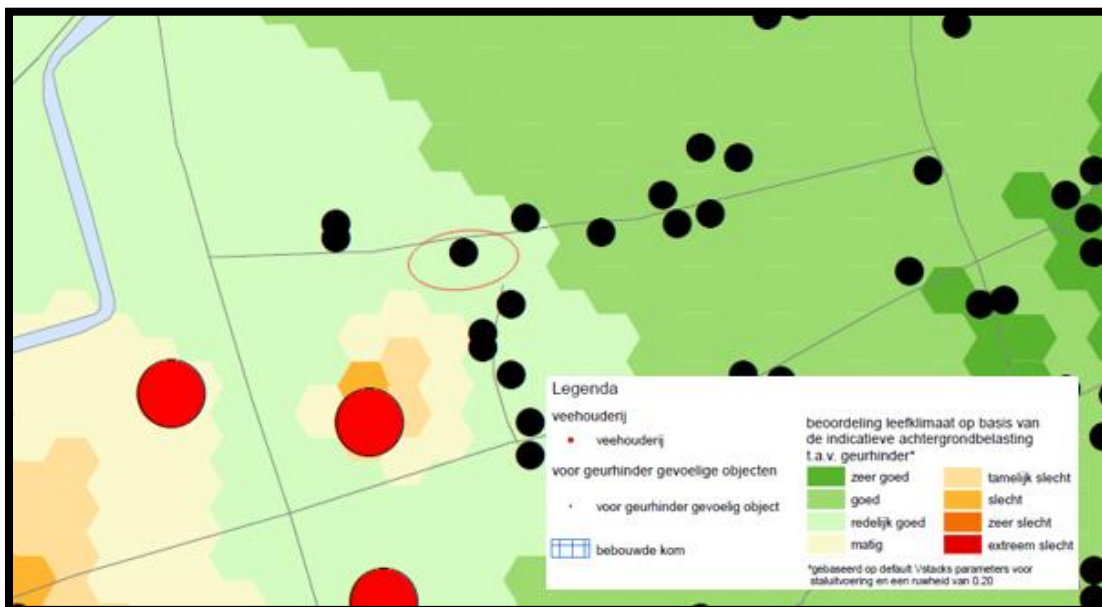 Legenda
veehouderij
veehouderij
voor geurhinder gevoelige objecten
voor geurhinder gevoelig object
bebouwde kom
beoordeling leefklimaat op basis van
de indicatieve achtergrondbelasting
t.a.v. geurhinder*
zeer goed
goed
redelijk goed
matig
tamelijk slecht
slecht
zeer slecht
extreem slecht
*gebaseerd op default Vstacks parameters voor
staluitvoering en een ruwheid van 0.20